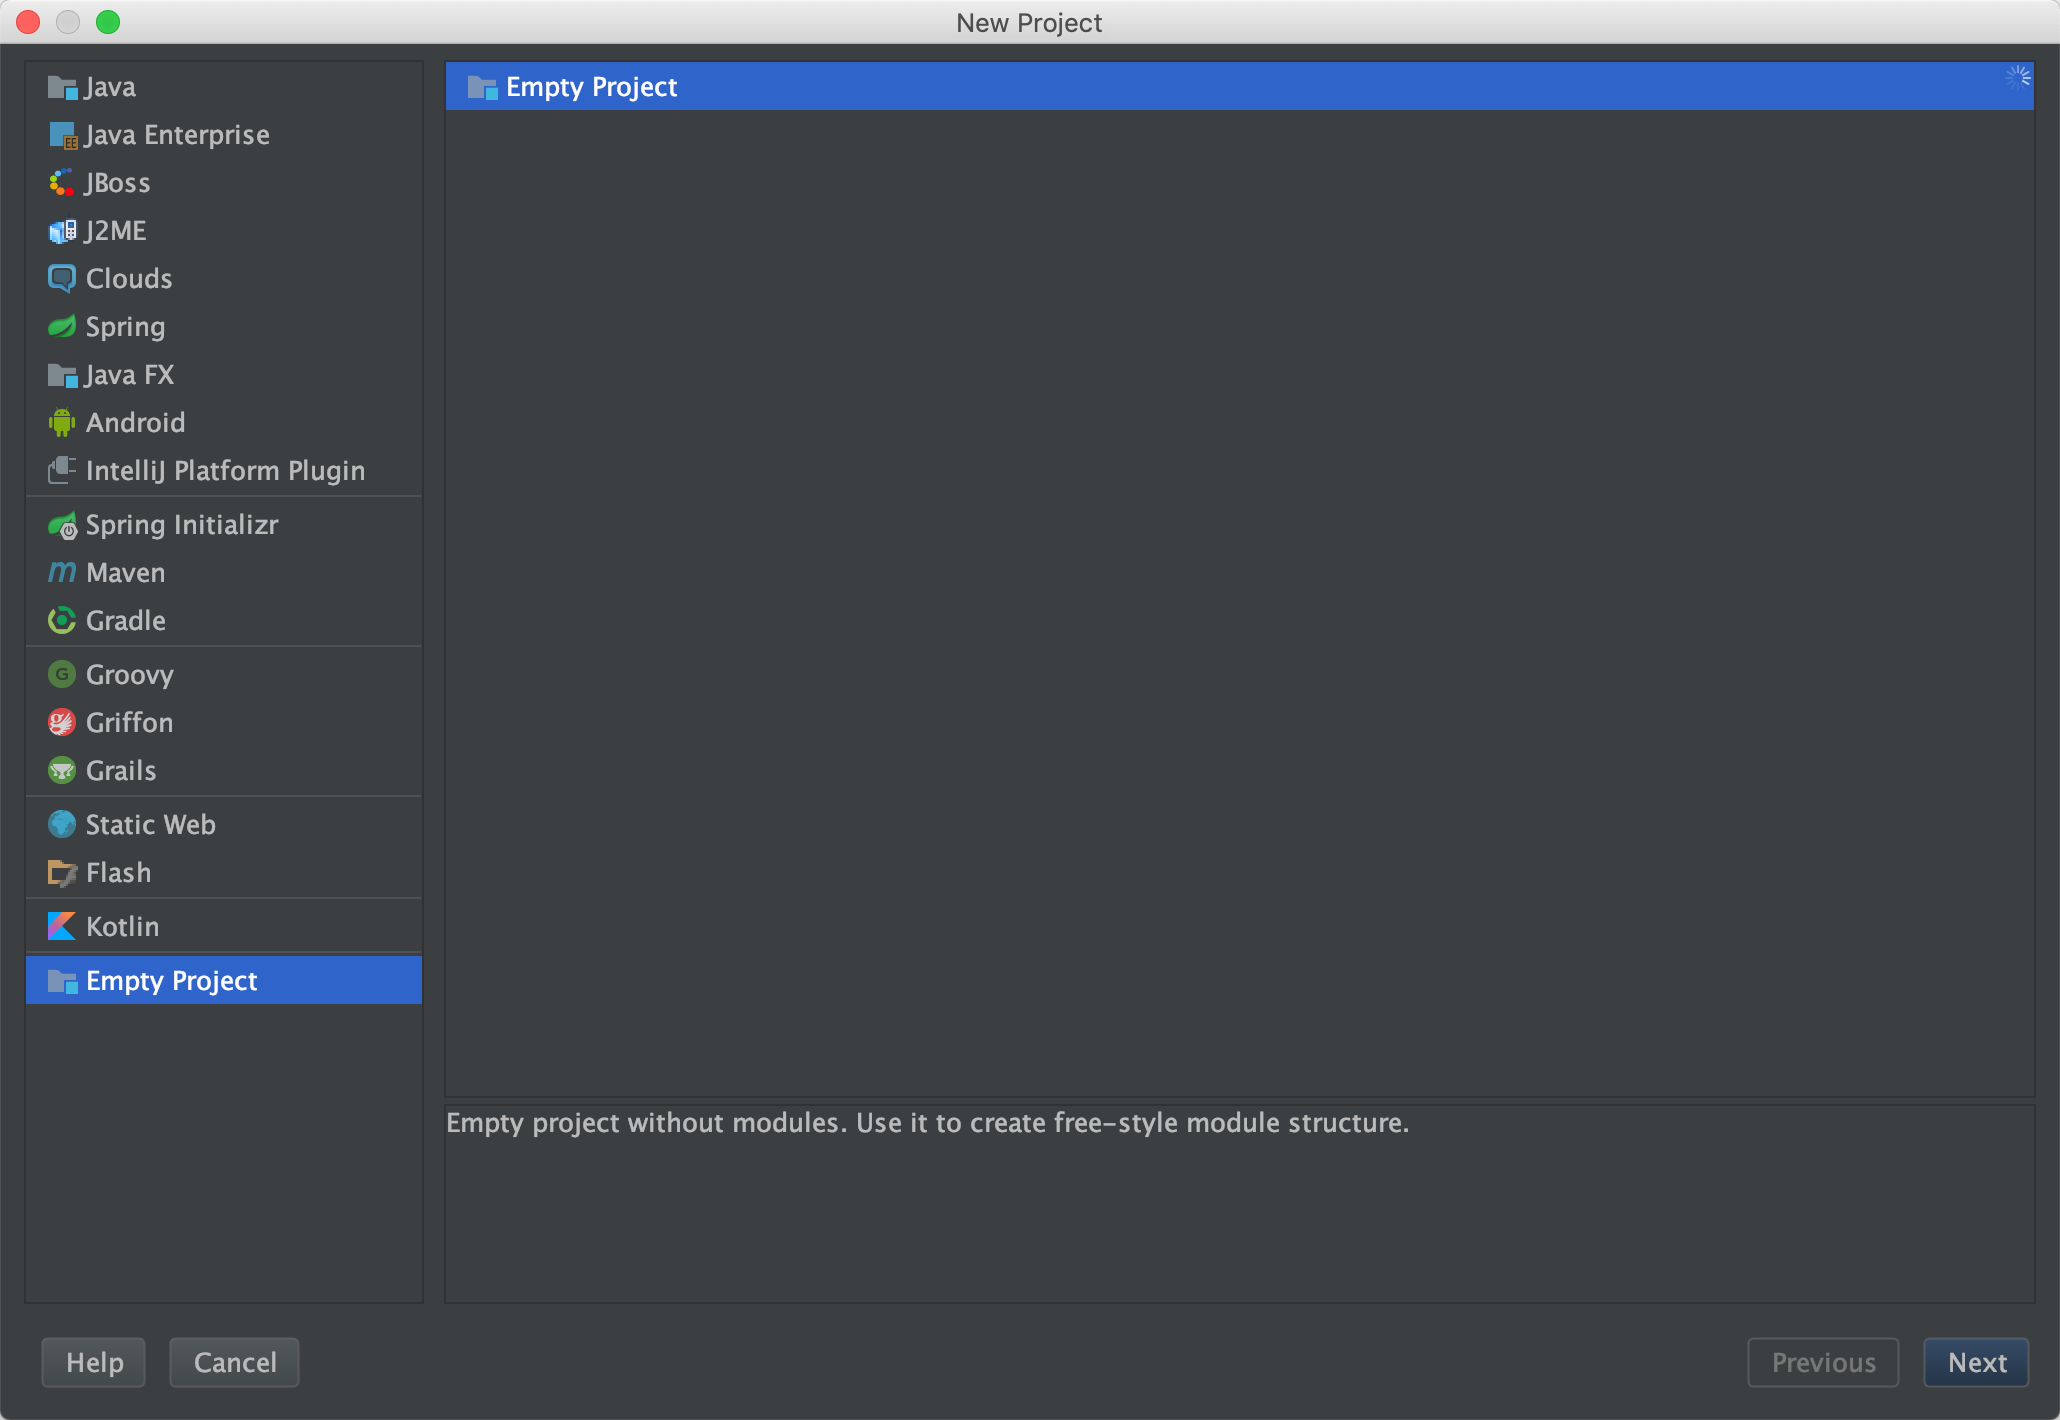 New Project
Java
Java Enterprise
JBoss
J2ME
Clouds
Spring
Java FX
Android
IntelliJ Platform Plugin
Spring Initializr
Maven
Gradle
Groovy
Griffon
Grails
Static Web
Flash
Kotlin
Empty Project
Empty Project
Empty project without modules. Use it to create free-style module structure.
Help
Cancel
Previous
Next